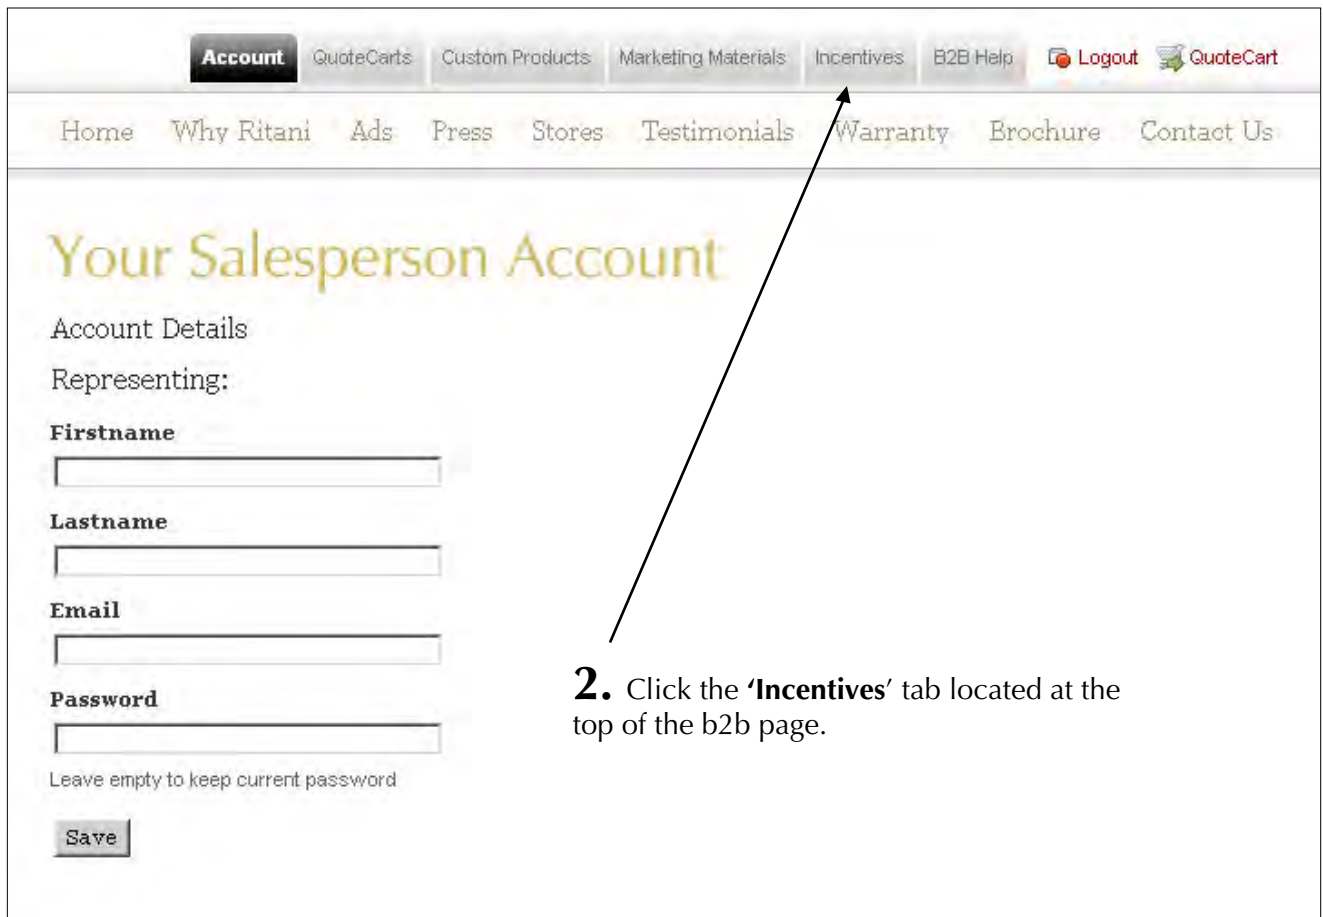 Account QuoteCarts Custom Products Marketing Materials Incentives B2B Help Logout QuoteCart
Home Why Ritani Ads Press Stores Testimonials Warranty Brochure Contact Us
Your Salesperson Account
Account Details
Representing:
Firstname
Lastname
Email
Password
Leave empty to keep current password
Save
2. Click the ‘Incentives’ tab located at the
top of the b2b page.